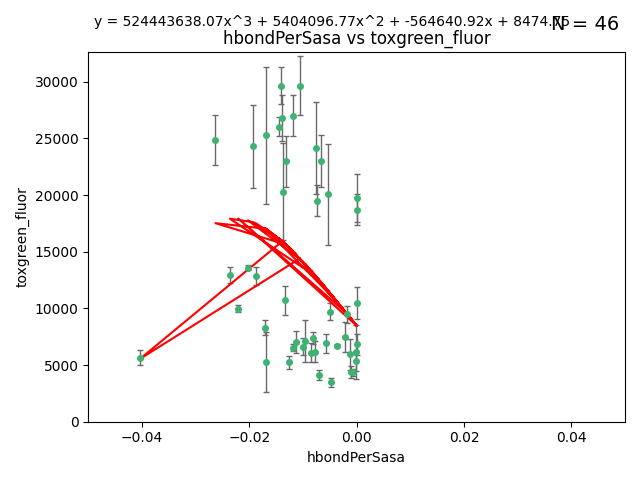 y = 524443638.07x^3 + 5404096.77x^2 + -564640.92x + 8474.75
N = 46
hbondPerSasa vs toxgreen_fluor
30000
25000
20000
15000
10000
5000
0
toxgreen_fluor
−0.04
−0.02
0.00
0.02
0.04
hbondPerSasa